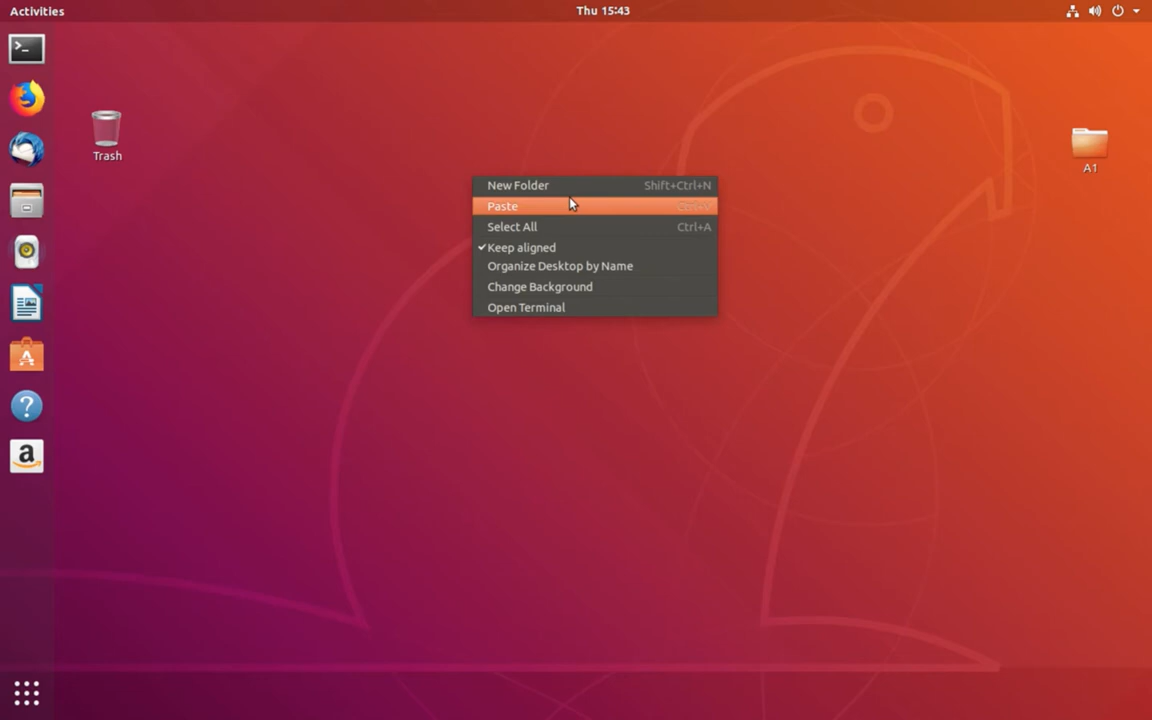 Activities
Thu 15:43
Trash
A1
New Folder Shift+Ctrl+N
Paste Ctrl+V
Select All Ctrl+A
Keep aligned
Organize Desktop by Name
Change Background
Open Terminal
a